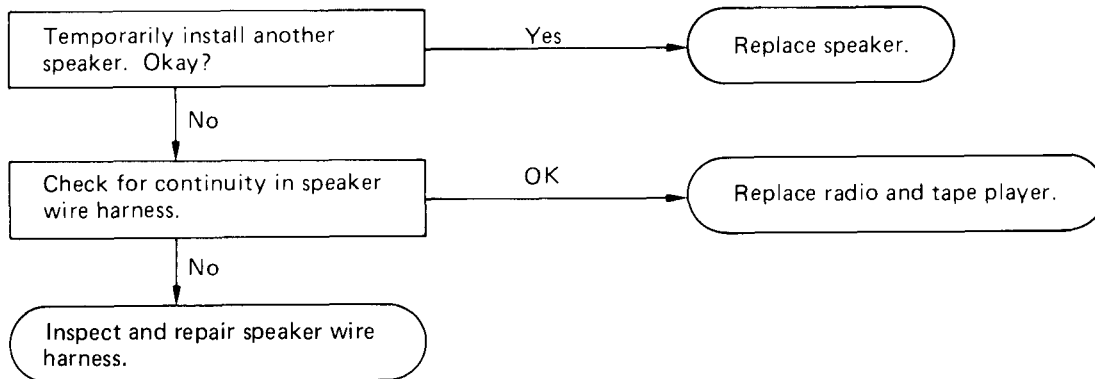 Temporarily install another
speaker. Okay?
Yes
Replace speaker.
No
Check for continuity in speaker
wire harness.
OK
Replace radio and tape player.
No
Inspect and repair speaker wire
harness.